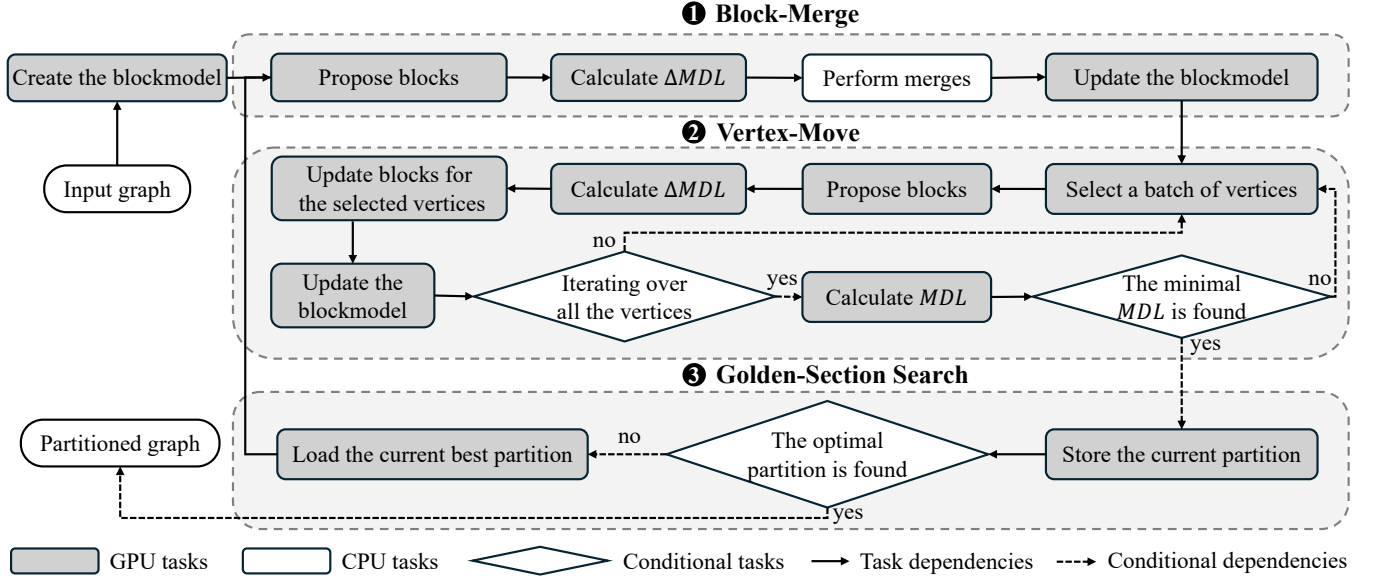 ❶ Block-Merge
Create the blockmodel
Propose blocks
Calculate Δ𝑀𝐷𝐿
Perform merges
Update the blockmodel
Input graph
❷ Vertex-Move
Update blocks for
the selected vertices
Calculate Δ𝑀𝐷𝐿
Propose blocks
Select a batch of vertices
no
Update the
blockmodel
Iterating over
all the vertices
yes
Calculate 𝑀𝐷𝐿
The minimal
𝑀𝐷𝐿 is found
no
yes
❸ Golden-Section Search
Partitioned graph
Load the current best partition
no
The optimal
partition is found
Store the current partition
yes
GPU tasks
CPU tasks
Conditional tasks
Task dependencies
Conditional dependencies